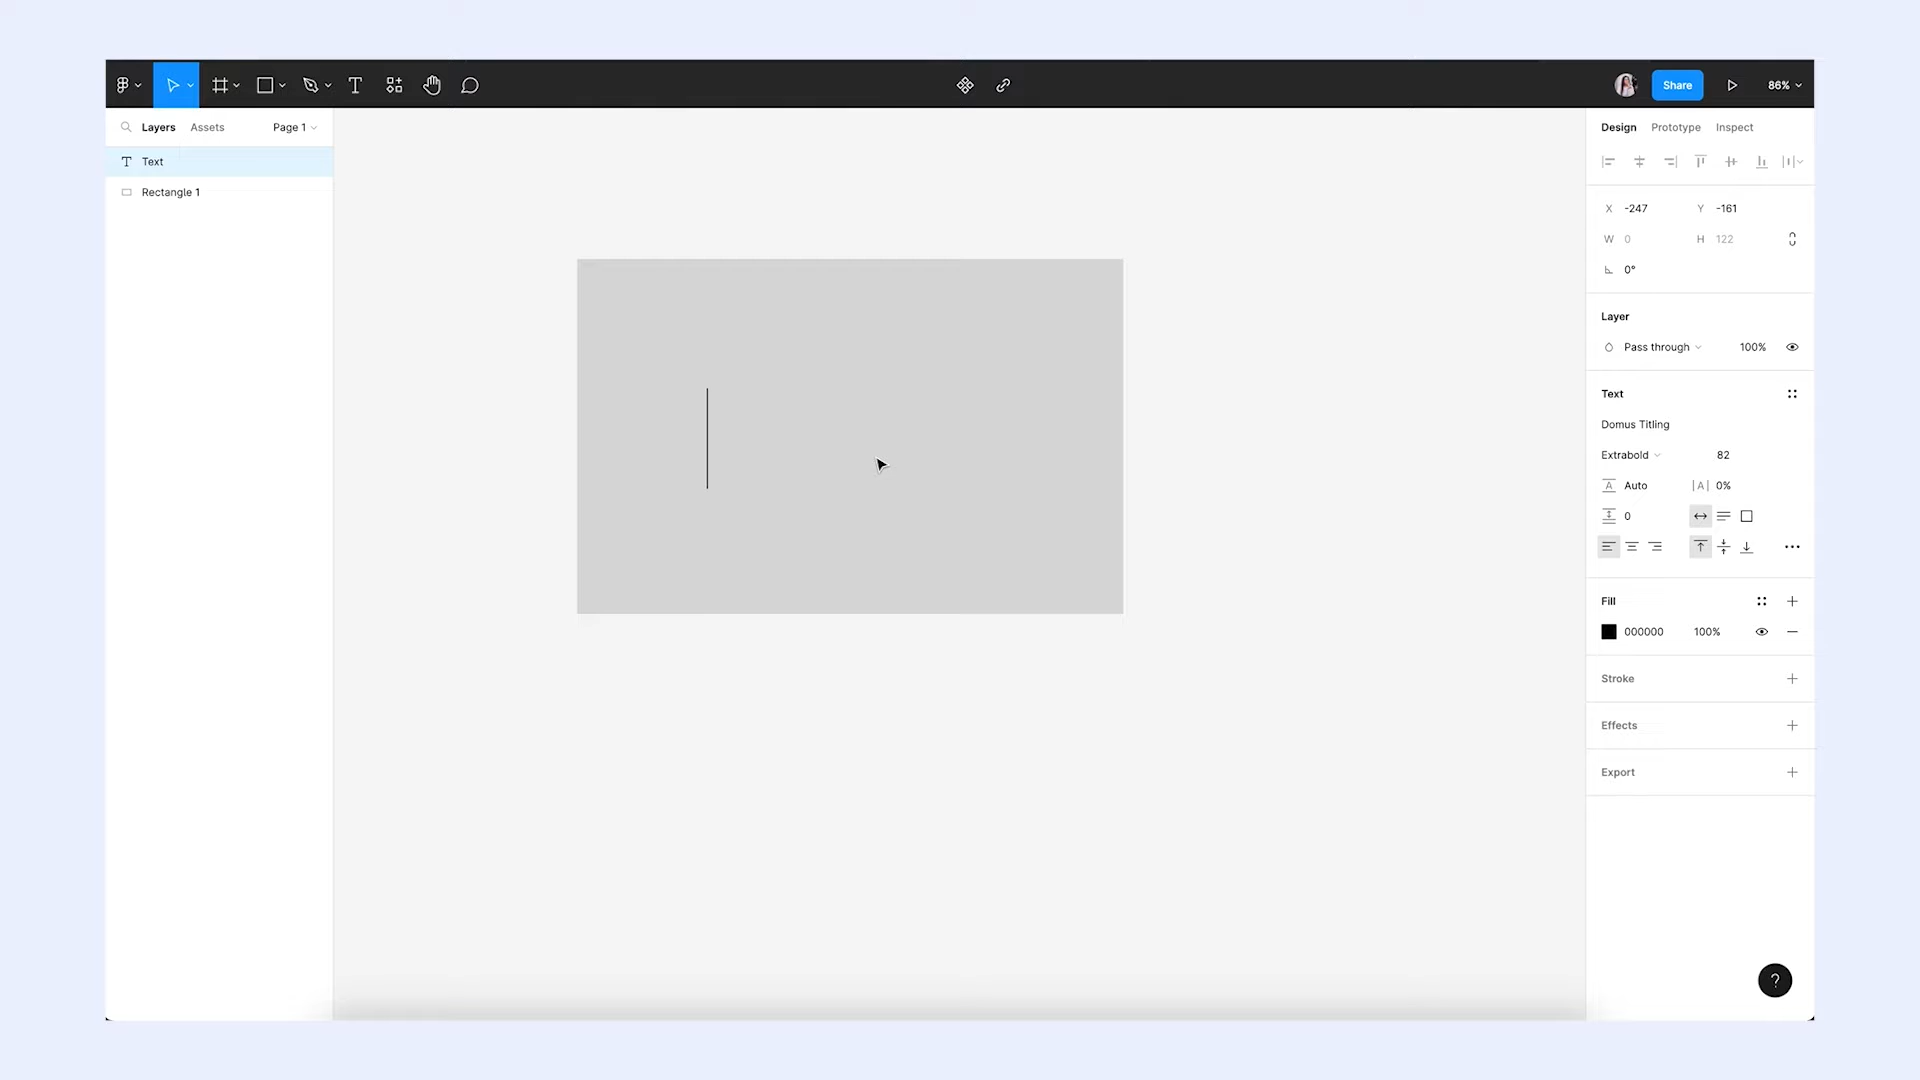 Share
86%
Layers Assets Page 1
Design Prototype Inspect
Text
Rectangle 1
X -247 Y -161
W 0 H 122
0°
Layer
Pass through 100%
Text
Domus Titling
Extrabold 82
A Auto |A| 0%
0
Fill
000000 100%
Stroke
Effects
Export
?